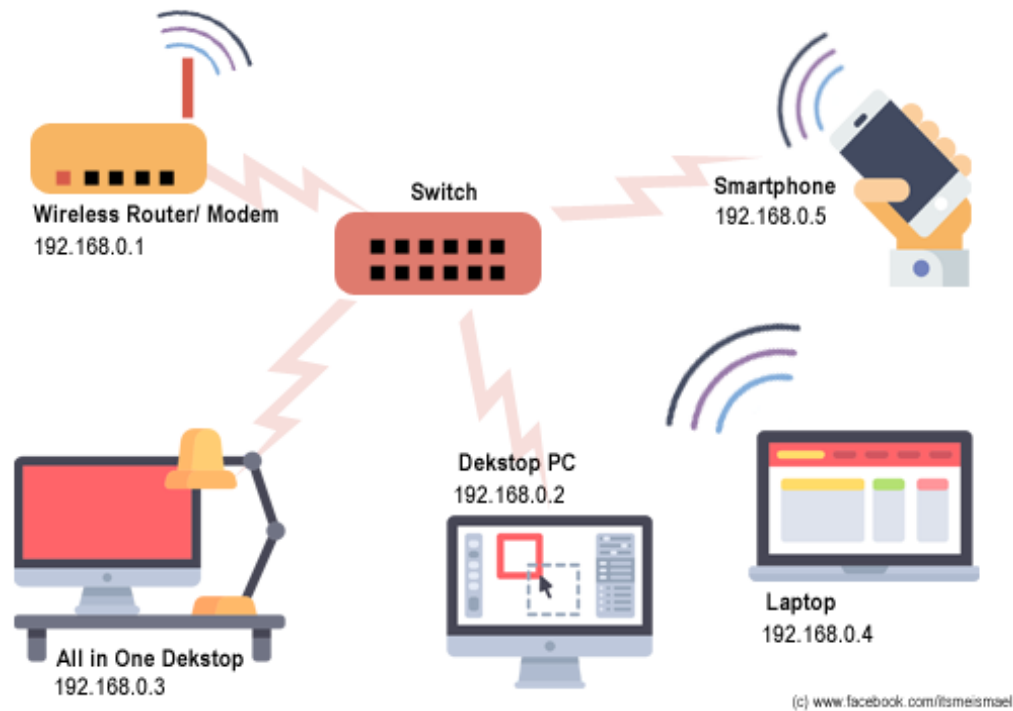 Wireless Router/ Modem
192.168.0.1
Switch
Smartphone
192.168.0.5
Dekstop PC
192.168.0.2
Laptop
192.168.0.4
All in One Dekstop
192.168.0.3
(c) www.facebook.com/itsmeismael